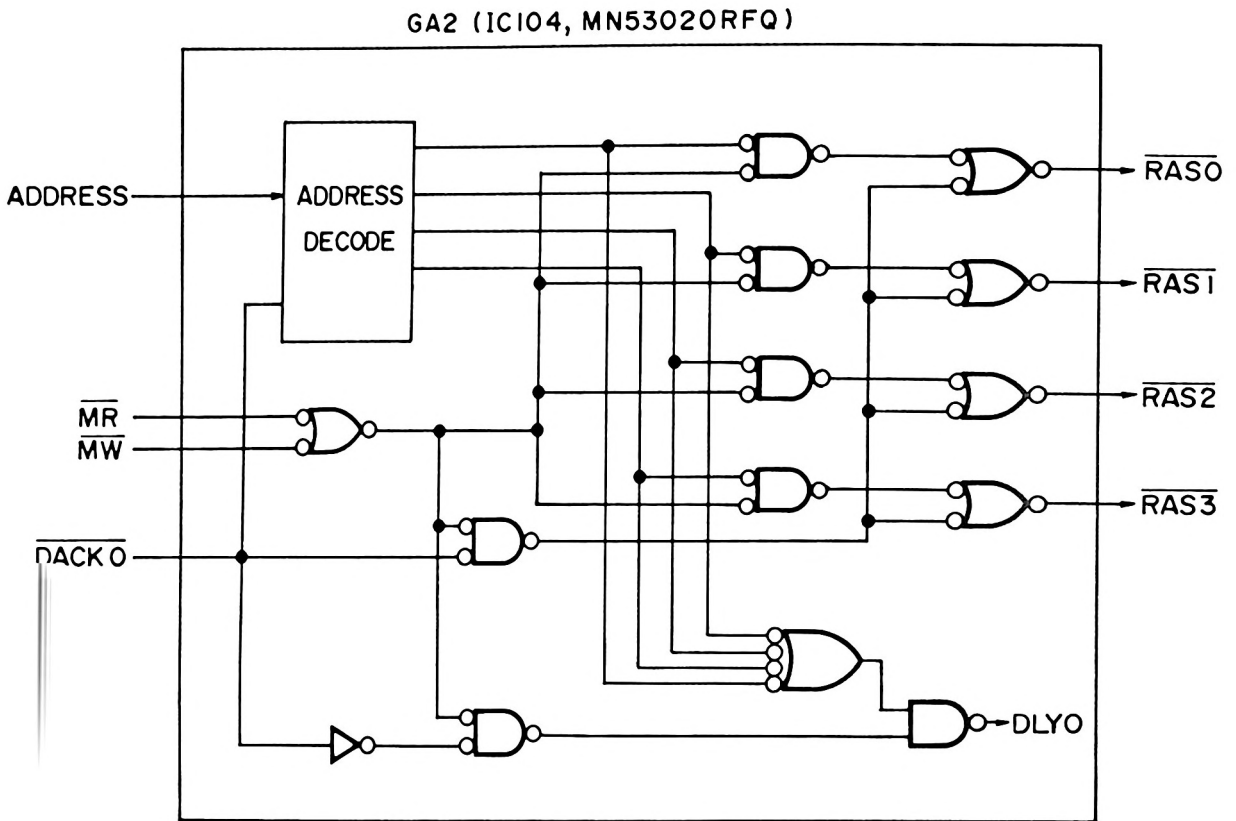 GA2 (IC104, MN53020RFQ)
ADDRESS
ADDRESS
DECODE
RAS0
RAS1
RAS2
RAS3
MR
MW
DACK0
DLY0